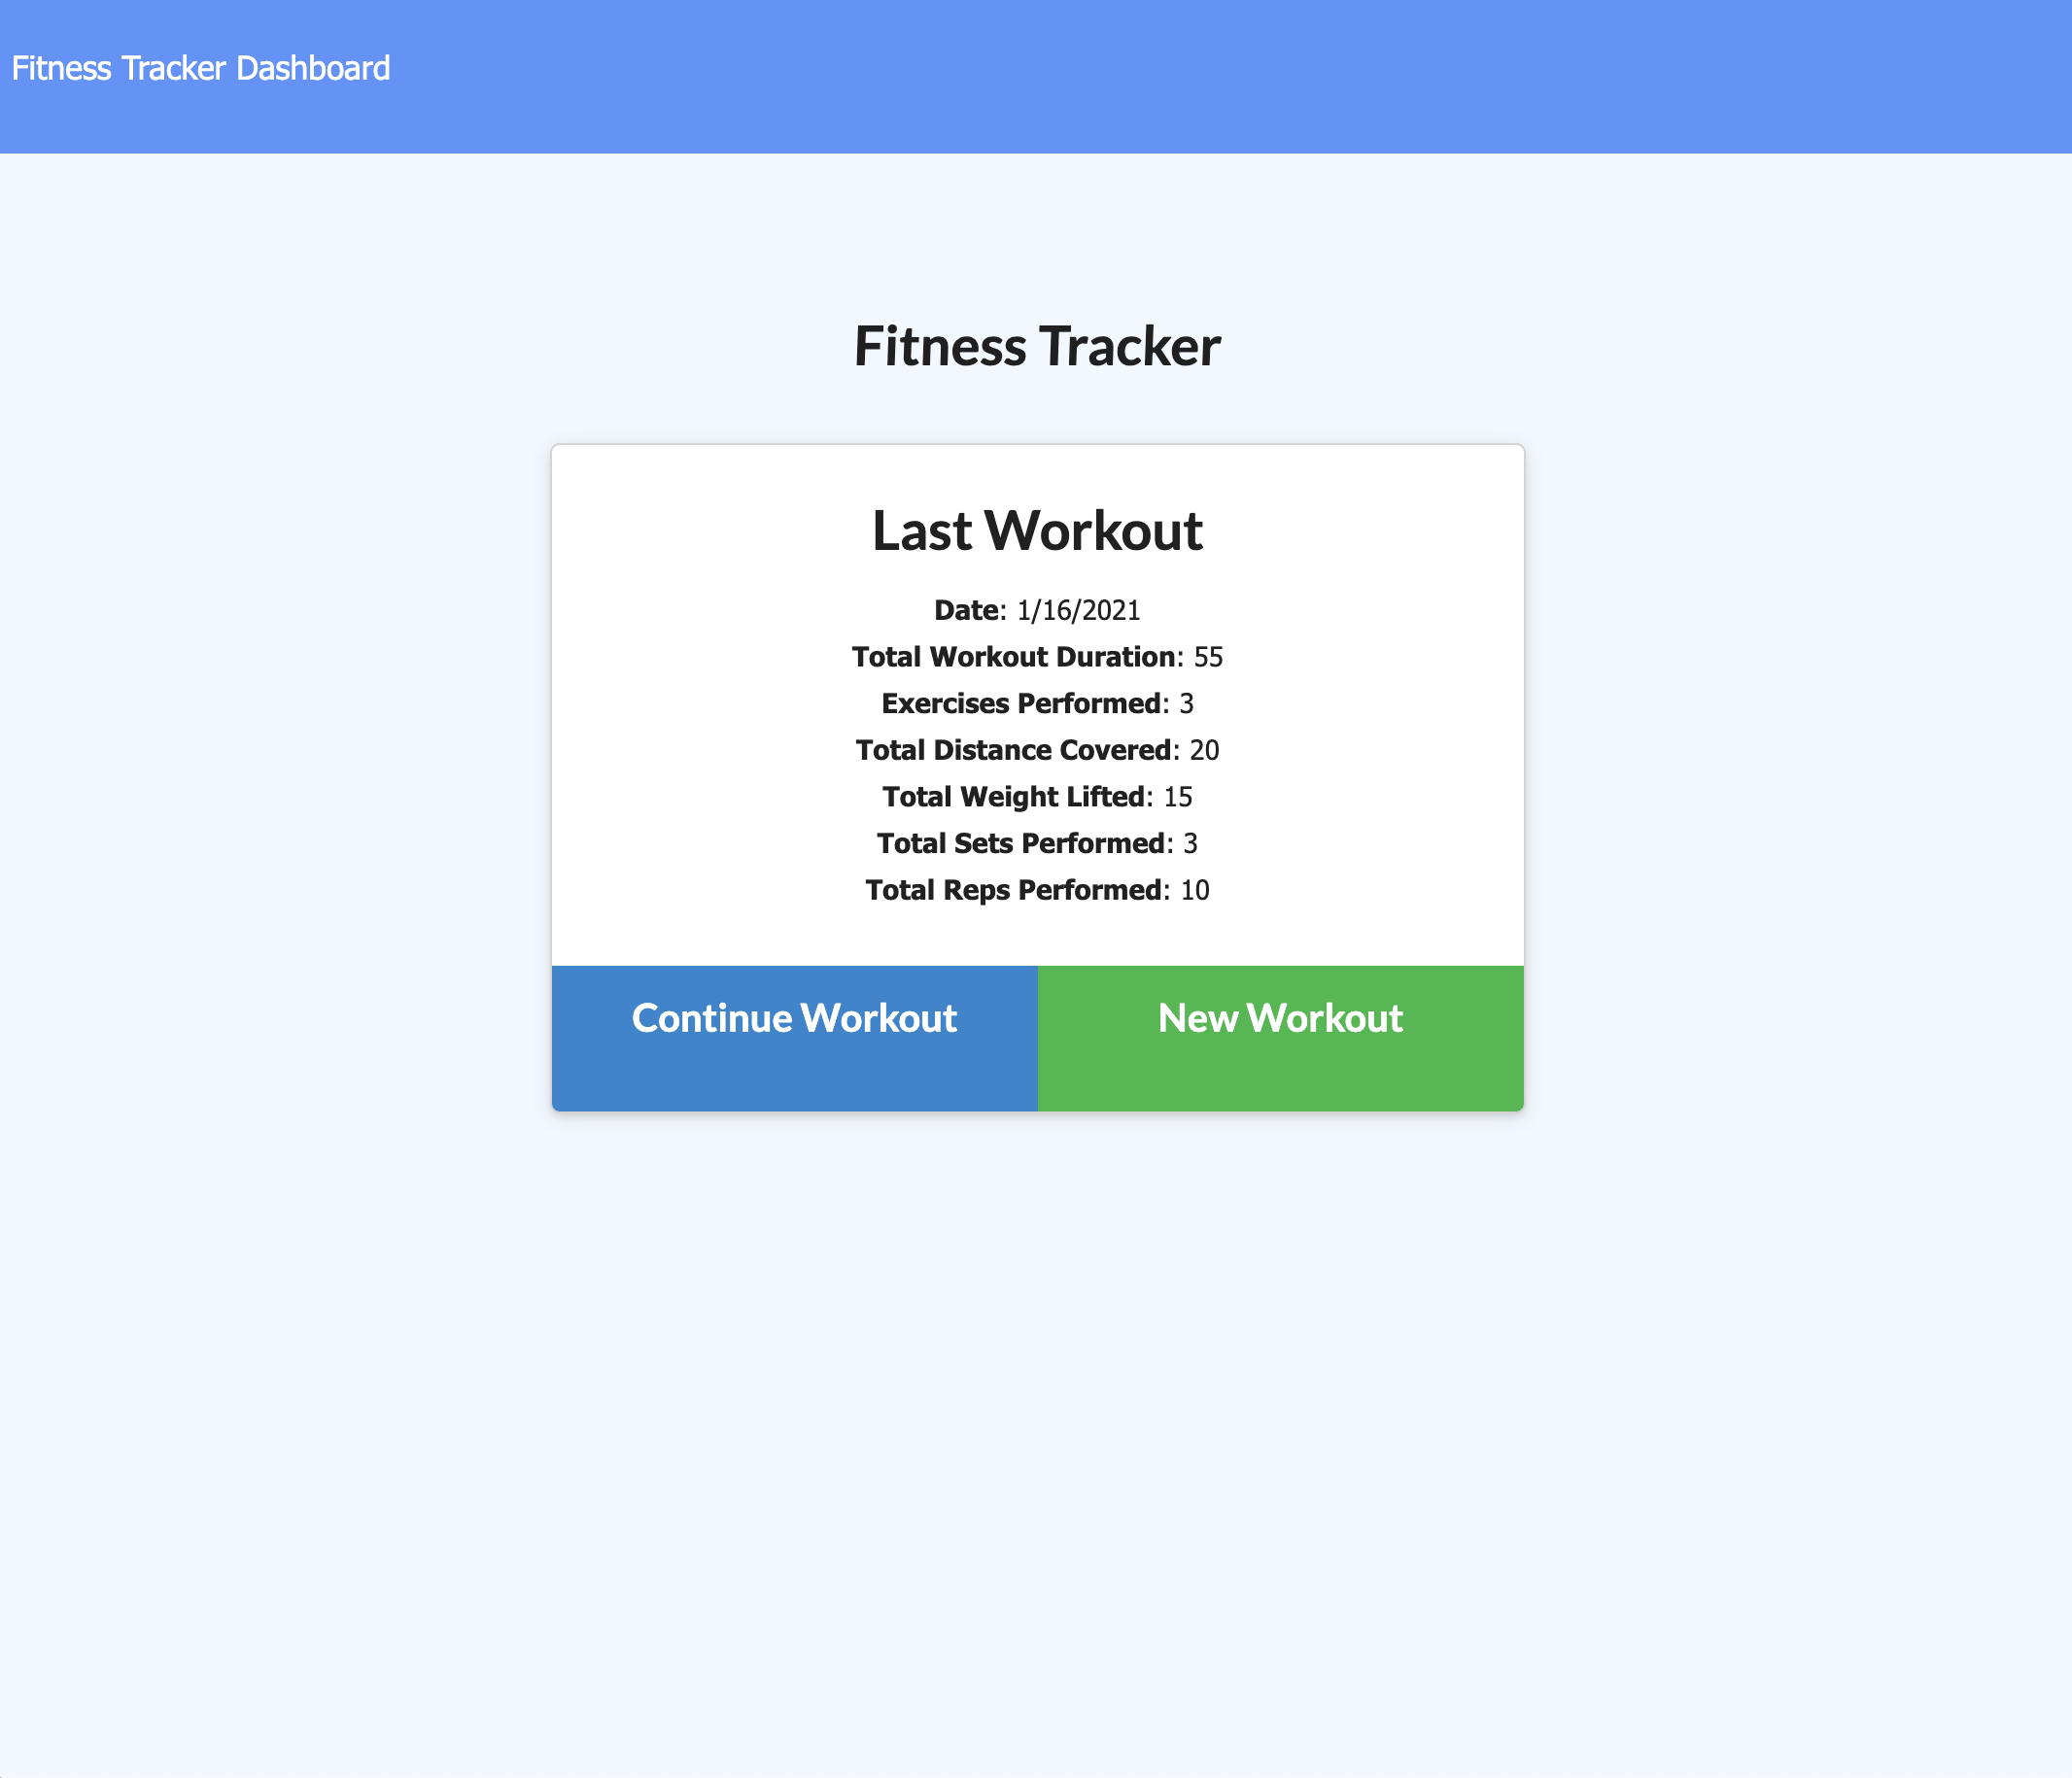 Fitness Tracker Dashboard
Fitness Tracker
Last Workout
Date: 1/16/2021
Total Workout Duration: 55
Exercises Performed: 3
Total Distance Covered: 20
Total Weight Lifted: 15
Total Sets Performed: 3
Total Reps Performed: 10
Continue Workout New Workout